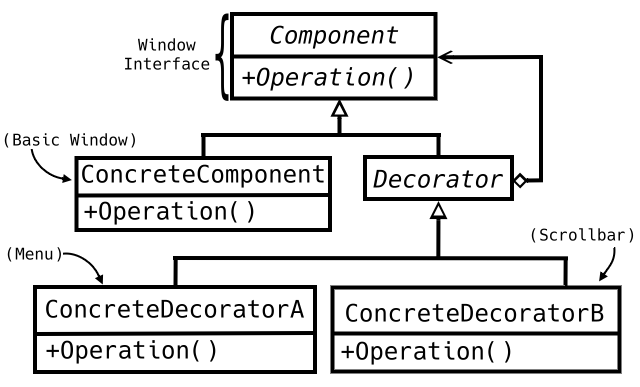 Window
Interface
Component
+Operation()
(Basic Window)
ConcreteComponent
+Operation()
Decorator
(Menu)
(Scrollbar)
ConcreteDecoratorA
+Operation()
ConcreteDecoratorB
+Operation()